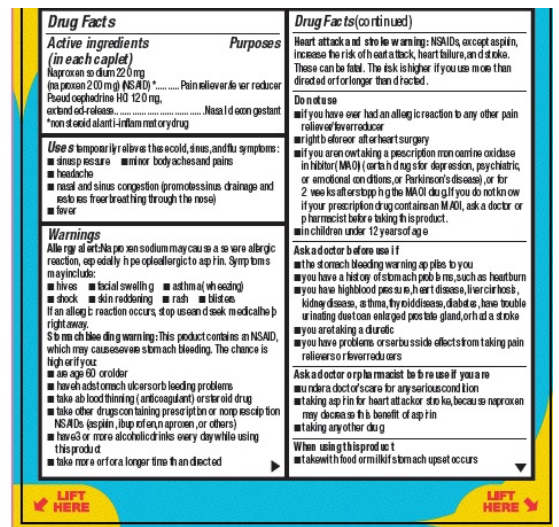 Drug Facts
Active ingredients Purposes
(in each caplet)
Naproxen sodium 220 mg
(naproxen 200 mg) (NSAID) *.......... Pain reliever/fever reducer
Pseudoephedrine HCl 120 mg,
extended-release.................................Nasal decongestant
*nonsteroidal anti-inflammatory drug
Uses temporarily relieves these cold, sinus, and flu symptoms:
■ sinus pressure ■ minor body aches and pains
■ headache
■ nasal and sinus congestion (promotes sinus drainage and
restores freer breathing through the nose)
■ fever
Warnings
Allergy alert: Naproxen sodium may cause a severe allergic
reaction, especially in people allergic to aspirin. Symptoms
may include:
■ hives ■ facial swelling ■ asthma (wheezing)
■ shock ■ skin reddening ■ rash ■ blisters
If an allergic reaction occurs, stop use and seek medical help
right away.
Stomach bleeding warning: This product contains an NSAID,
which may cause severe stomach bleeding. The chance is
higher if you:
■ are age 60 or older
■ have had stomach ulcers or bleeding problems
■ take a blood thinning (anticoagulant) or steroid drug
■ take other drugs containing prescription or nonprescription
NSAIDs (aspirin, ibuprofen, naproxen, or others)
■ have 3 or more alcoholic drinks every day while using
this product
■ take more or for a longer time than directed
Drug Facts (continued)
Heart attack and stroke warning: NSAIDs, except aspirin,
increase the risk of heart attack, heart failure, and stroke.
These can be fatal. The risk is higher if you use more than
directed or for longer than directed.
Do not use
■ if you have ever had an allergic reaction to any other pain
reliever/fever reducer
■ right before or after heart surgery
■ if you are now taking a prescription monoamine oxidase
inhibitor (MAOI) (certain drugs for depression, psychiatric,
or emotional conditions, or Parkinson's disease), or for
2 weeks after stopping the MAOI drug. If you do not know
if your prescription drug contains an MAOI, ask a doctor or
pharmacist before taking this product.
■ in children under 12 years of age
Ask a doctor before use if
■ the stomach bleeding warning applies to you
■ you have a history of stomach problems, such as heartburn
■ you have high blood pressure, heart disease, liver cirrhosis,
kidney disease, asthma, thyroid disease, diabetes, have trouble
urinating due to an enlarged prostate gland, or had a stroke
■ you are taking a diuretic
■ you have problems or serious side effects from taking pain
relievers or fever reducers
Ask a doctor or pharmacist before use if you are
■ under a doctor's care for any serious condition
■ taking aspirin for heart attack or stroke, because naproxen
may decrease this benefit of aspirin
■ taking any other drug
When using this product
■ take with food or milk if stomach upset occurs
LIFT
HERE
LIFT
HERE